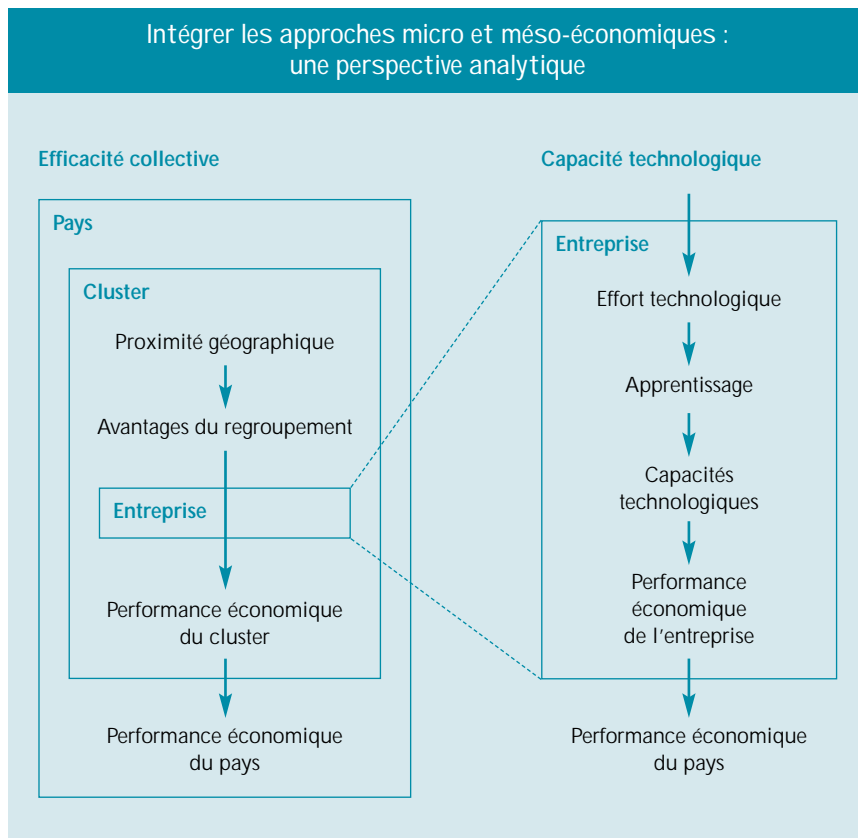 Intégrer les approches micro et méso-économiques :
une perspective analytique
Efficacité collective
Pays
Cluster
Proximité géographique
Avantages du regroupement
Entreprise
Performance économique
du cluster
Performance économique
du pays
Capacité technologique
Entreprise
Effort technologique
Apprentissage
Capacités
technologiques
Performance
économique
de l'entreprise
Performance économique
du pays